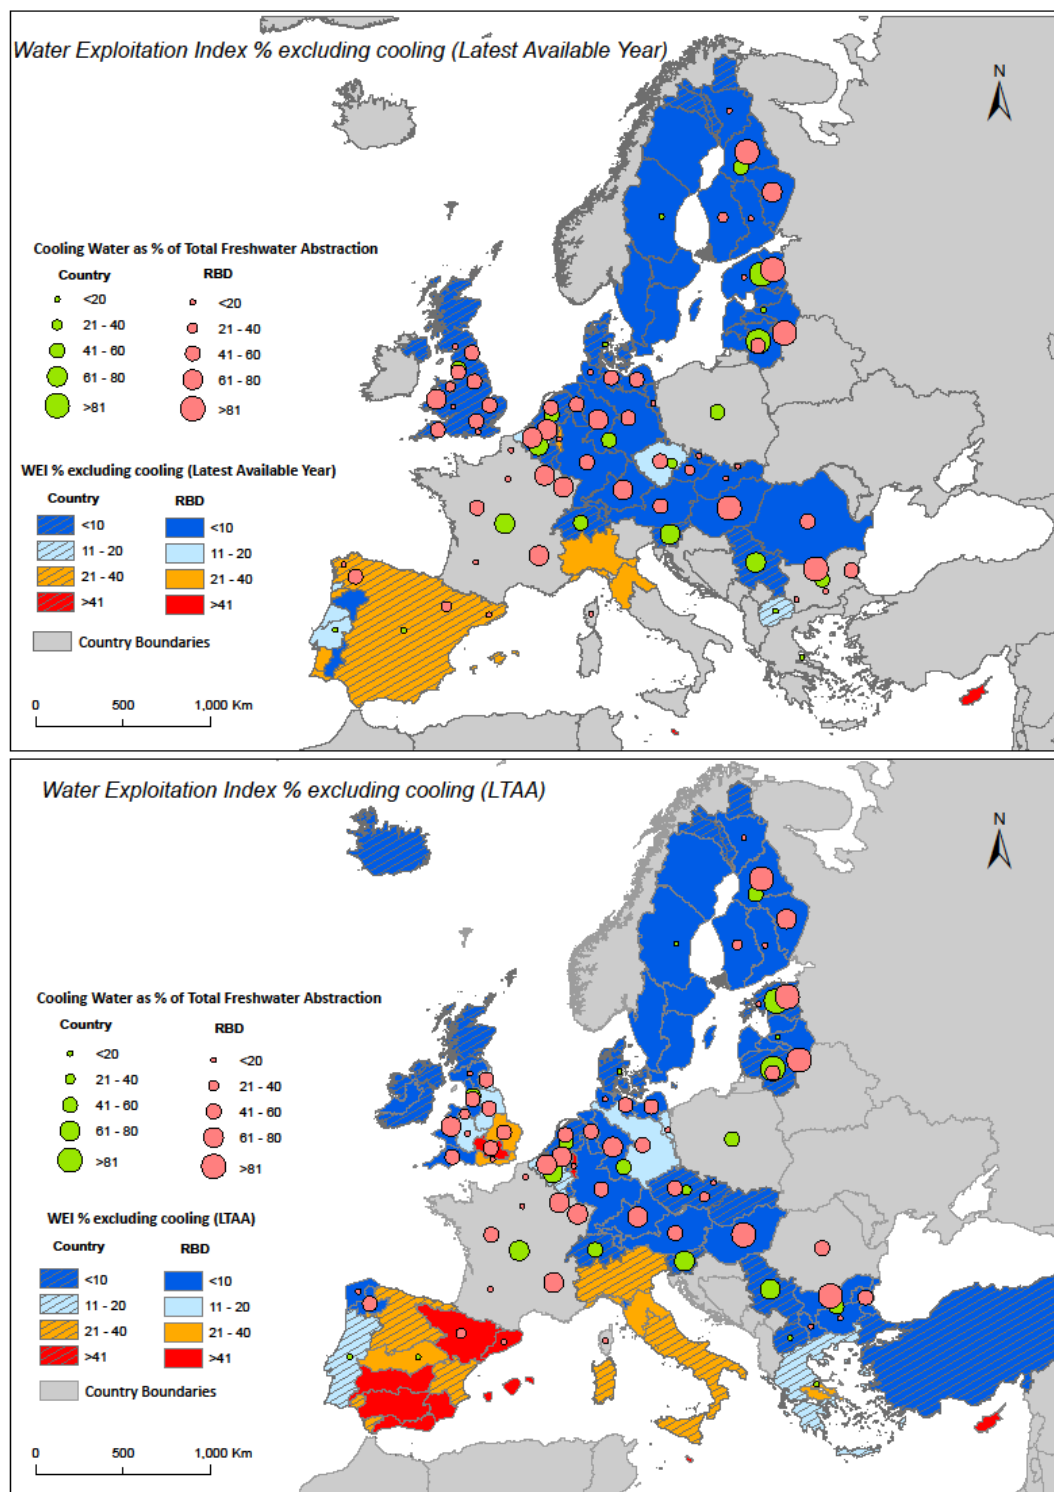 Water Exploitation Index % excluding cooling (Latest Available Year)
N
Cooling Water as % of Total Freshwater Abstraction
Country RBD
<20 <20
21 - 40 21 - 40
41 - 60 41 - 60
61 - 80 61 - 80
>81 >81
WEI % excluding cooling (Latest Available Year)
Country RBD
<10 <10
11 - 20 11 - 20
21 - 40 21 - 40
>41 >41
Country Boundaries
0 500 1,000 Km
Water Exploitation Index % excluding cooling (LTAA)
N
Cooling Water as % of Total Freshwater Abstraction
Country RBD
<20 <20
21 - 40 21 - 40
41 - 60 41 - 60
61 - 80 61 - 80
>81 >81
WEI % excluding cooling (LTAA)
Country RBD
<10 <10
11 - 20 11 - 20
21 - 40 21 - 40
>41 >41
Country Boundaries
0 500 1,000 Km